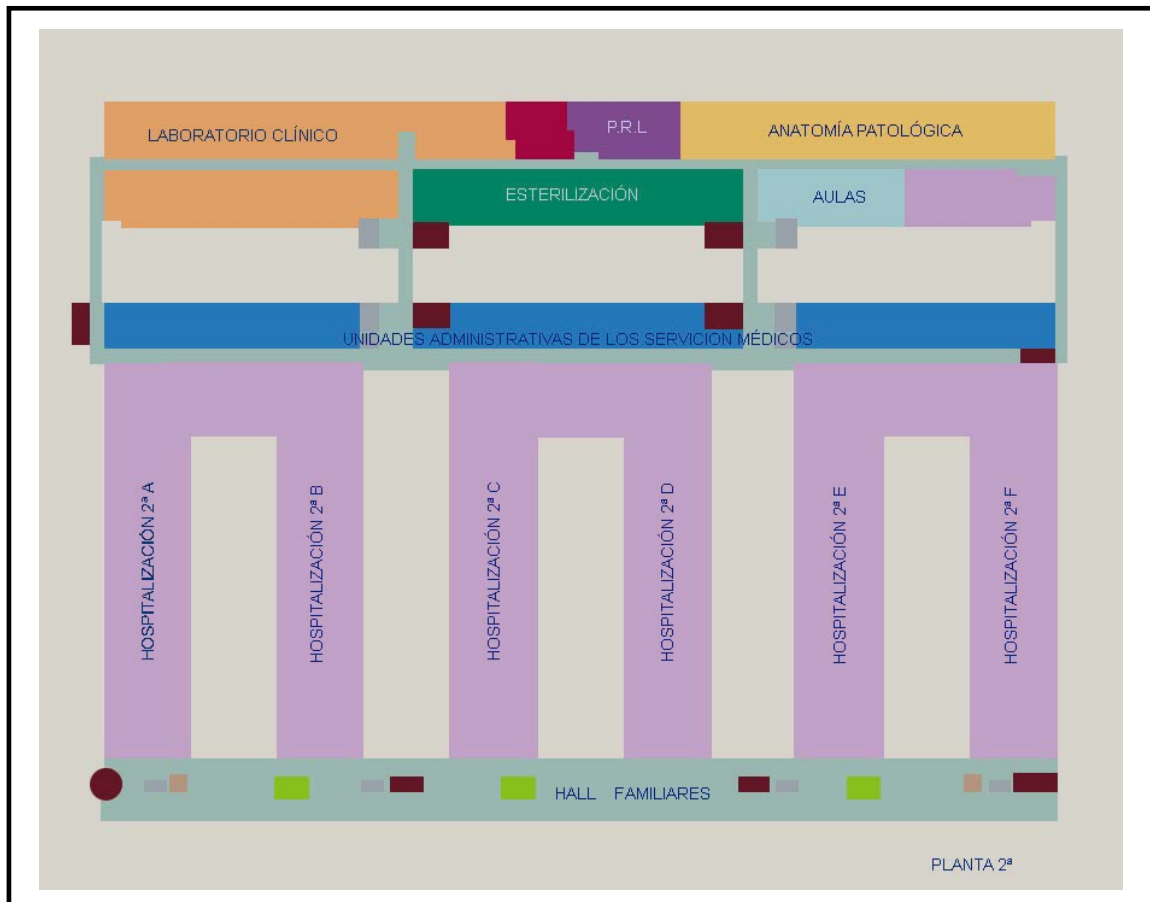 LABORATORIO CLÍNICO
P.R.L
ANATOMÍA PATOLÓGICA
ESTERILIZACIÓN
AULAS
UNIDADES ADMINISTRATIVAS DE LOS SERVICION MÉDICOS
HOSPITALIZACIÓN 2ª A
HOSPITALIZACIÓN 2ª B
HOSPITALIZACIÓN 2ª C
HOSPITALIZACIÓN 2ª D
HOSPITALIZACIÓN 2ª E
HOSPITALIZACIÓN 2ª F
HALL FAMILIARES
PLANTA 2ª